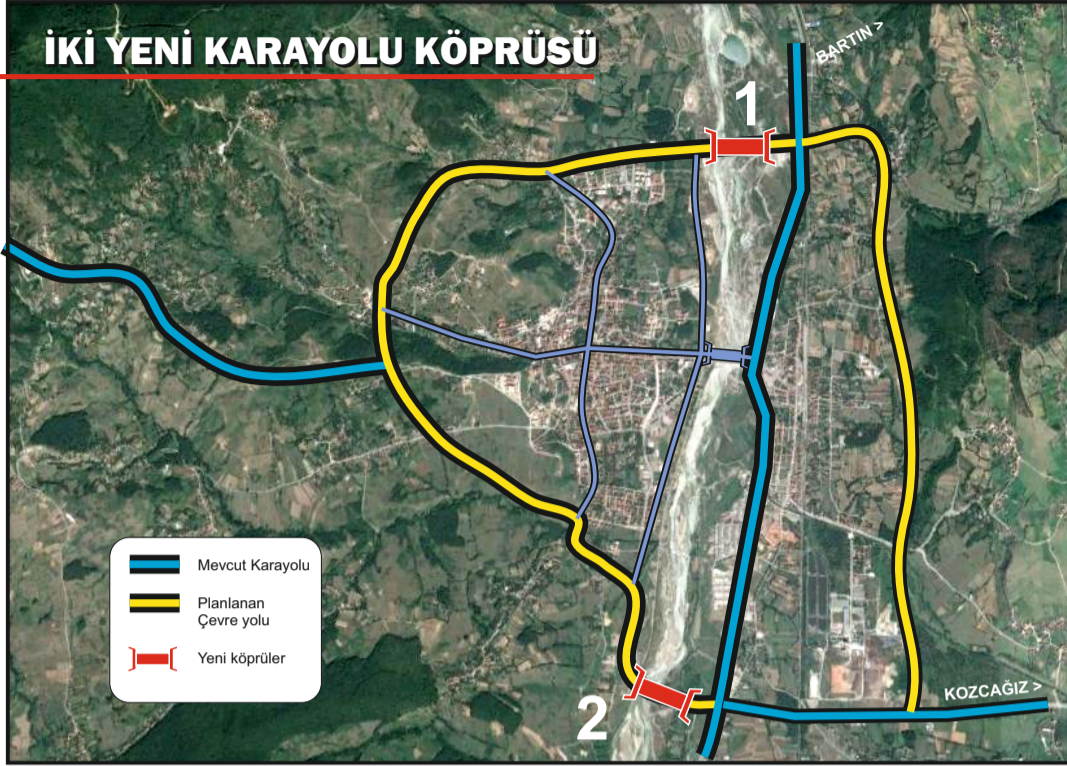 İKİ YENİ KARAYOLU KÖPRÜSÜ
BARTIN >
1
Mevcut Karayolu
Planlanan
Çevre yolu
Yeni köprüler
KOZCAĞIZ >
2